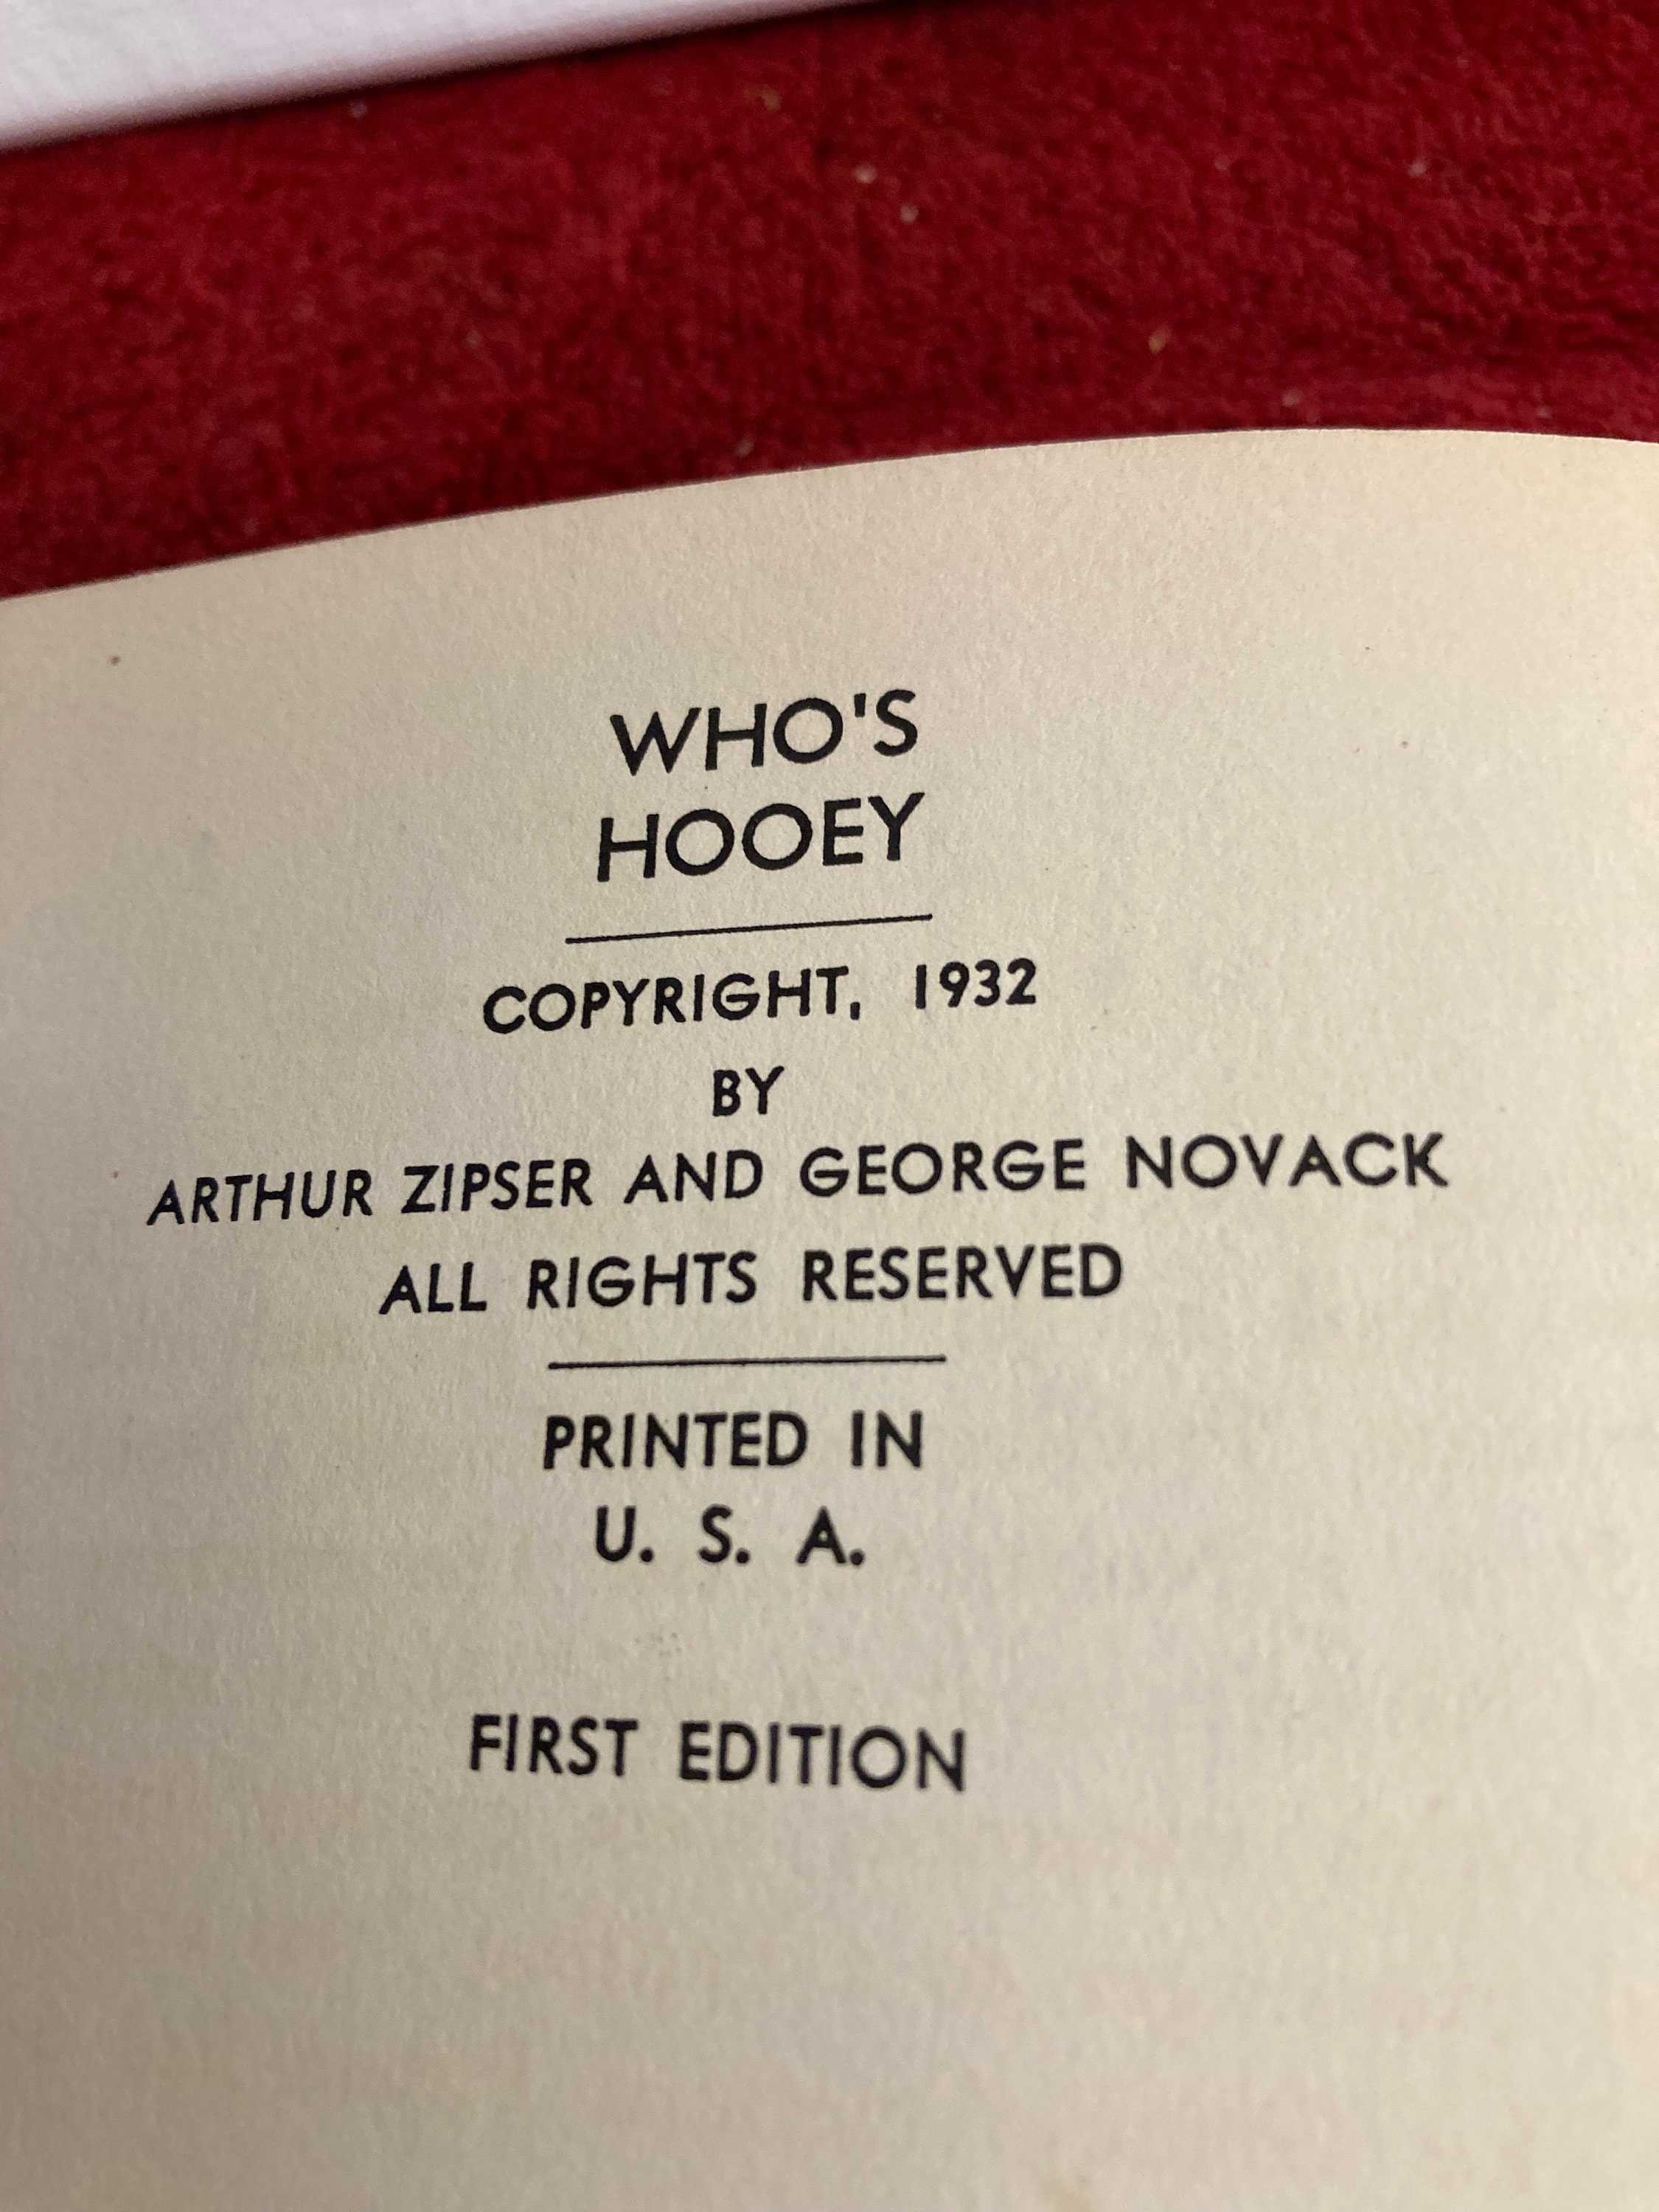 WHO'S
HOOEY
COPYRIGHT, 1932
BY
ARTHUR ZIPSER AND GEORGE NOVACK
ALL RIGHTS RESERVED
PRINTED IN
U. S. A.
FIRST EDITION